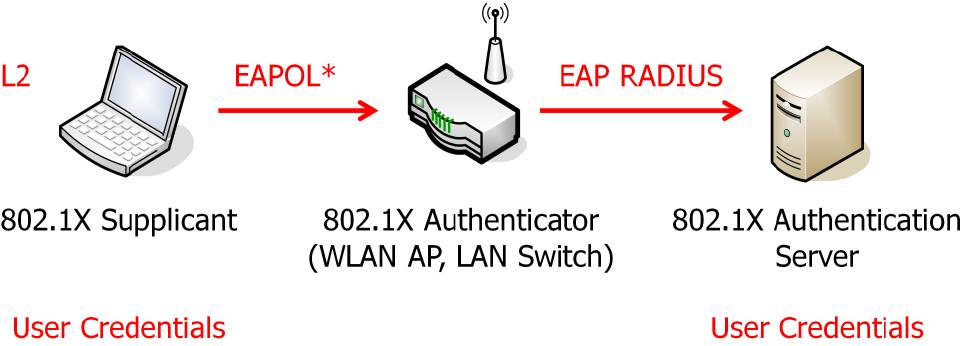 L2
EAPOL*
EAP RADIUS
802.1X Supplicant
802.1X Authenticator
(WLAN AP, LAN Switch)
802.1X Authentication
Server
User Credentials
User Credentials